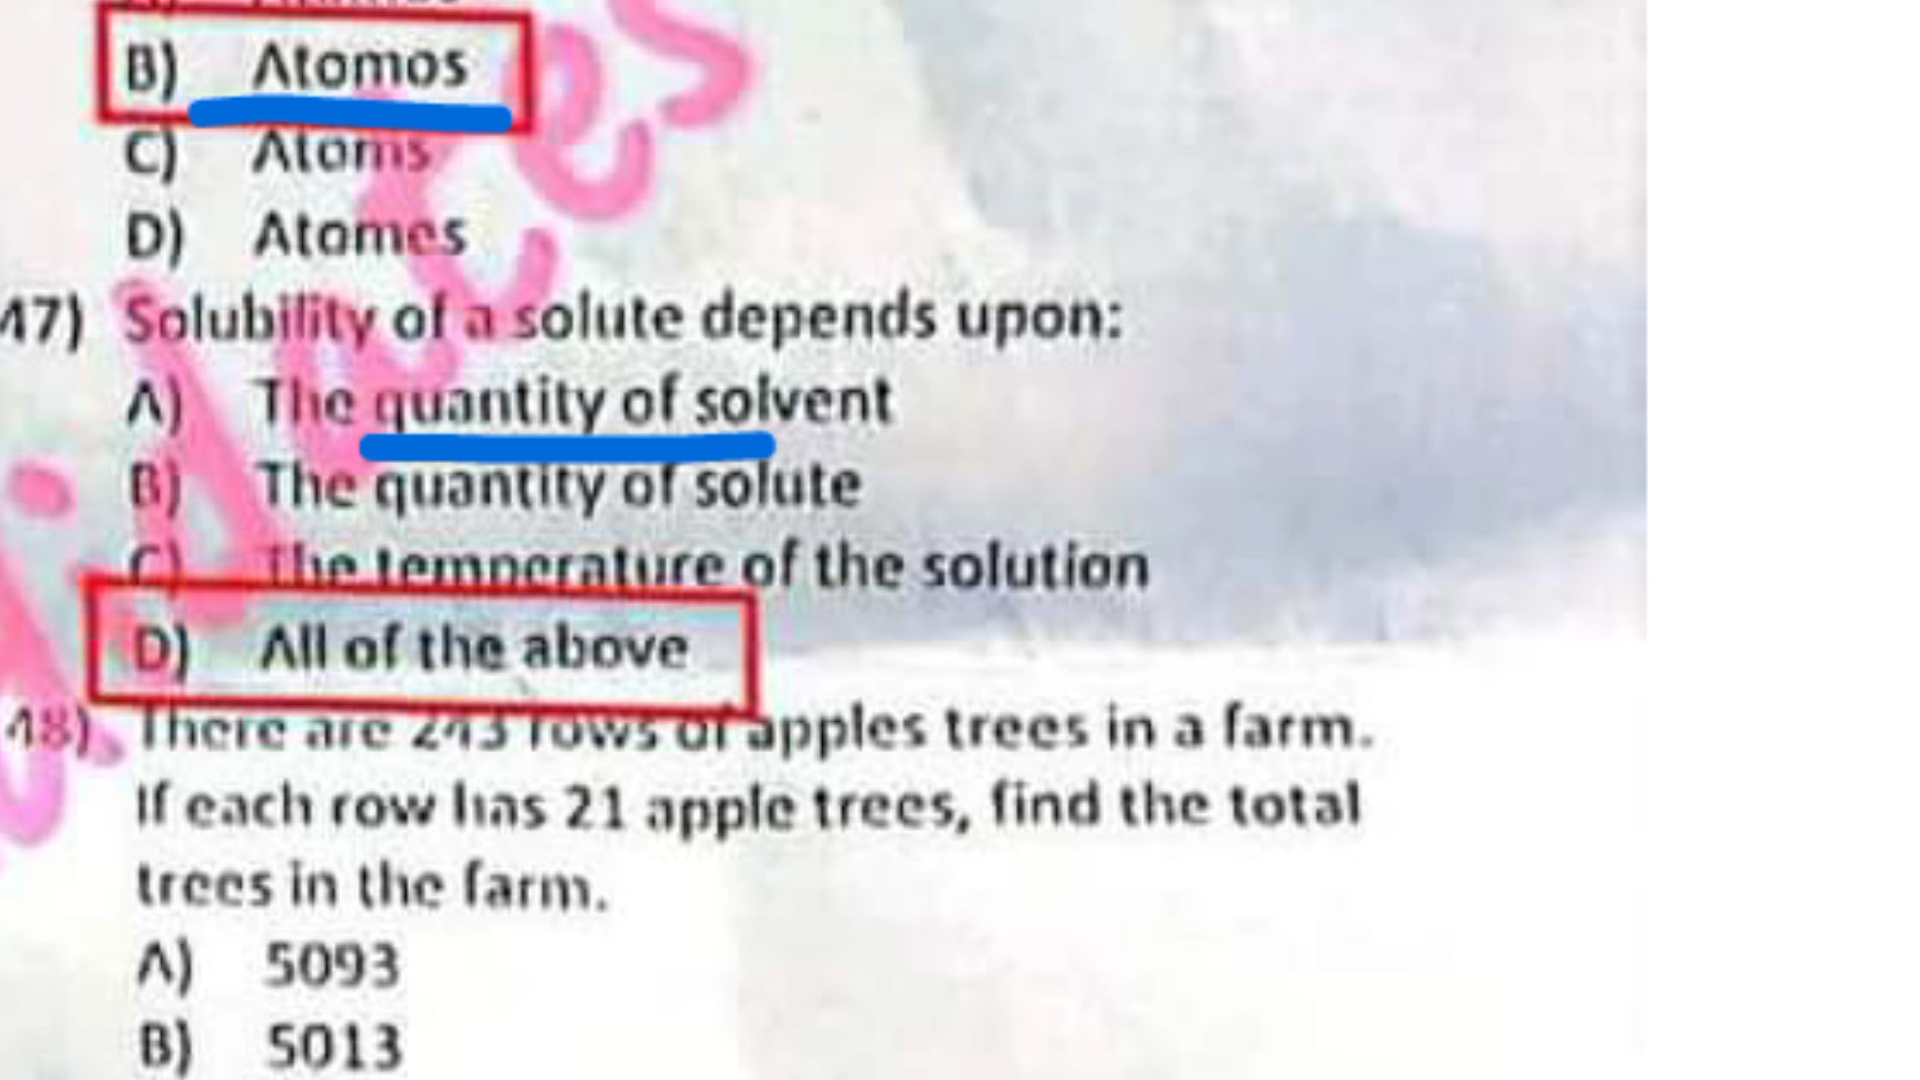 B) Atomos
C) Atoms
D) Atomes
47) Solubility of a solute depends upon:
A) The quantity of solvent
B) The quantity of solute
C) The temperature of the solution
D) All of the above
48) There are 243 rows of apples trees in a farm.
If each row has 21 apple trees, find the total
trees in the farm.
A) 5093
B) 5013